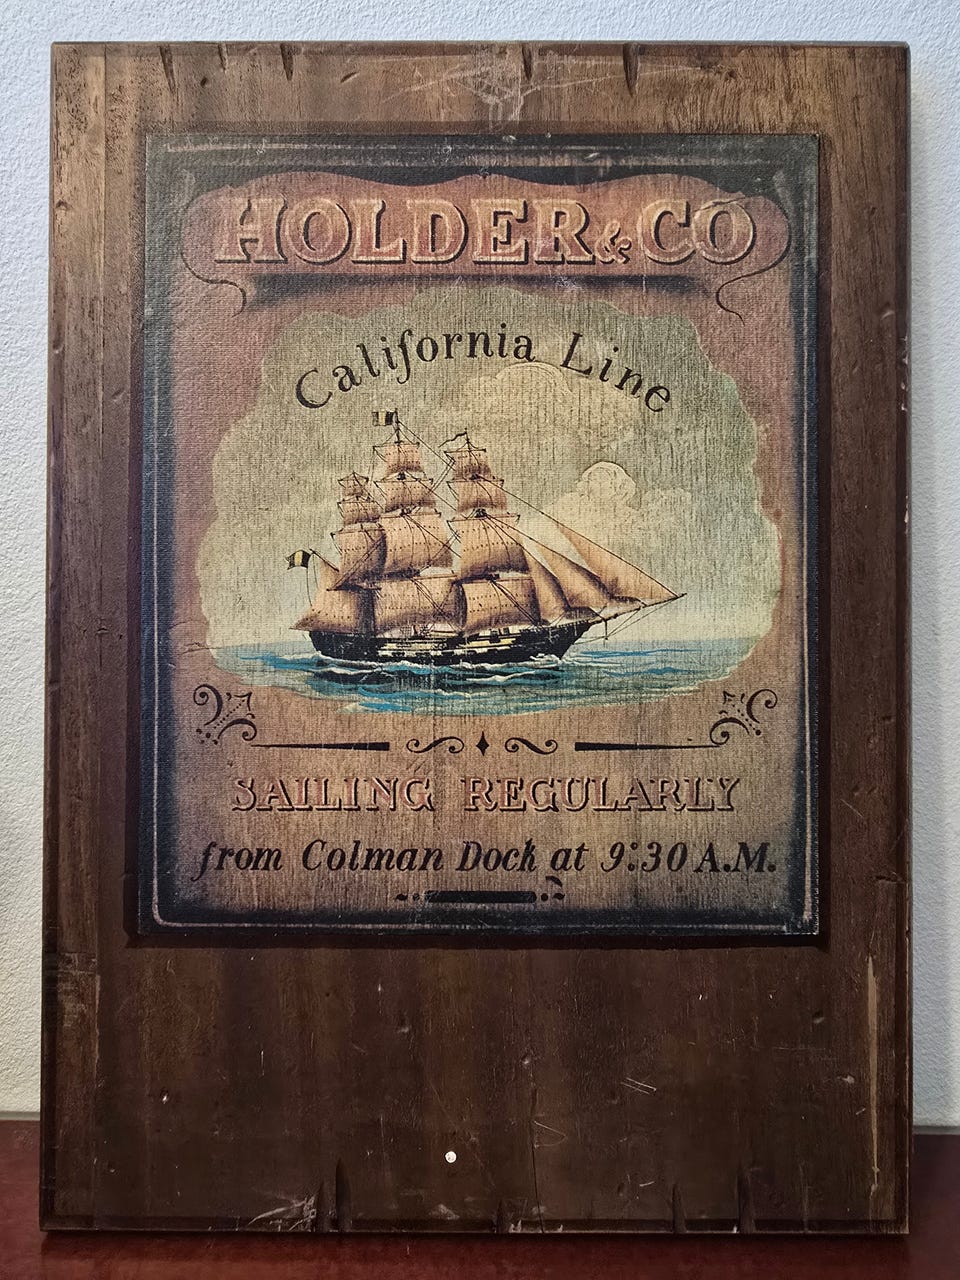 HOLDER & CO
California Line
SAILING REGULARLY
from Colman Dock at 9:30 A.M.